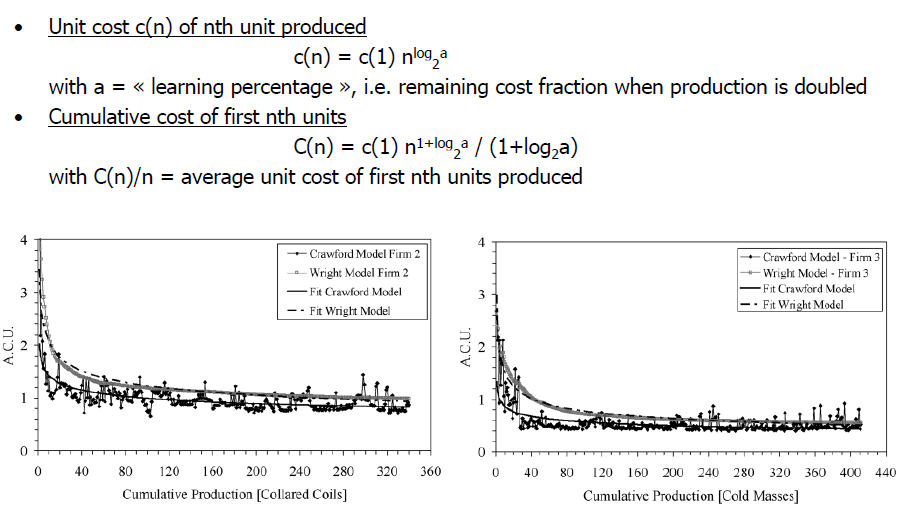 • Unit cost c(n) of nth unit produced
c(n) = c(1) n^log₂a
with a = « learning percentage », i.e. remaining cost fraction when production is doubled
• Cumulative cost of first nth units
C(n) = c(1) n^1+log₂a / (1+log₂a)
with C(n)/n = average unit cost of first nth units produced
4
3
2
1
0
A.C.U.
Crawford Model Firm 2
Wright Model Firm 2
Fit Crawford Model
Fit Wright Model
0 40 80 120 160 200 240 280 320 360
Cumulative Production [Collared Coils]
4
3
2
1
0
A.C.U.
Crawford Model - Firm 3
Wright Model - Firm 3
Fit Crawford Model
Fit Wright Model
0 40 80 120 160 200 240 280 320 360 400 440
Cumulative Production [Cold Masses]